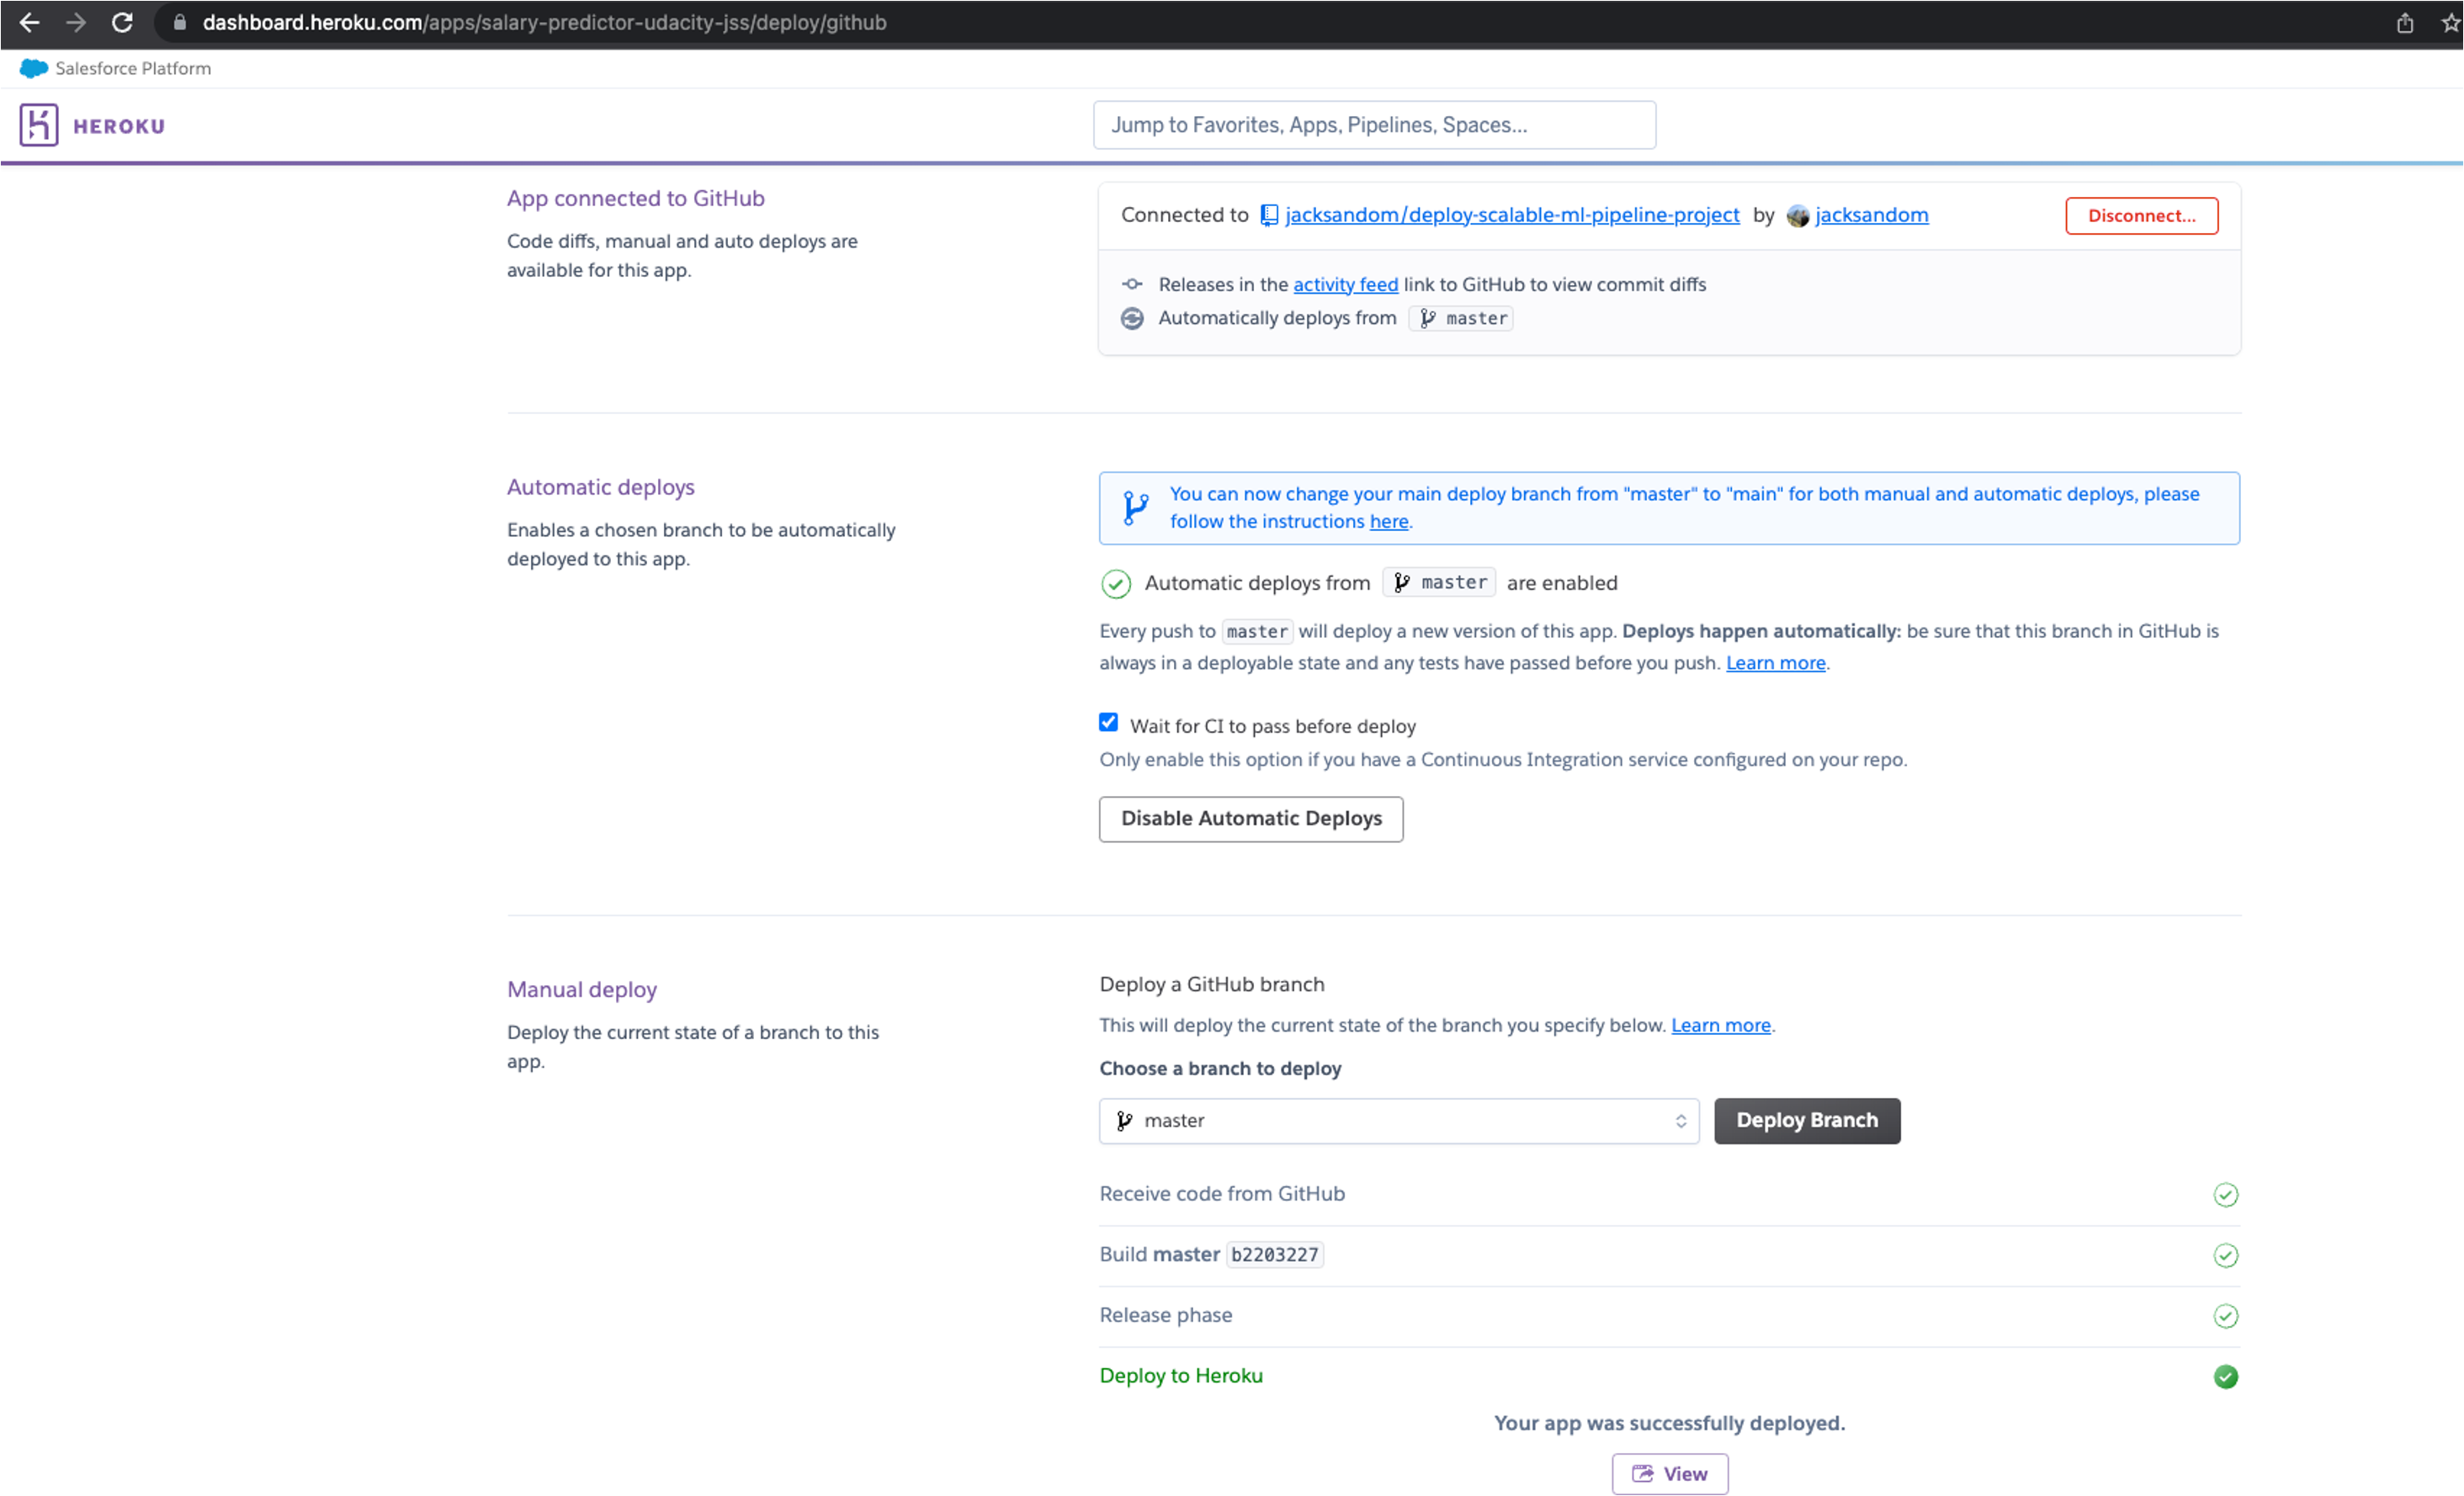 dashboard.heroku.com/apps/salary-predictor-udacity-jss/deploy/github
Salesforce Platform
HEROKU
Jump to Favorites, Apps, Pipelines, Spaces...
App connected to GitHub
Code diffs, manual and auto deploys are
available for this app.
Connected to jacksandom/deploy-scalable-ml-pipeline-project by jacksandom
Disconnect...
Releases in the activity feed link to GitHub to view commit diffs
Automatically deploys from master
Automatic deploys
Enables a chosen branch to be automatically
deployed to this app.
You can now change your main deploy branch from "master" to "main" for both manual and automatic deploys, please
follow the instructions here.
Automatic deploys from master are enabled
Every push to master will deploy a new version of this app. Deploys happen automatically: be sure that this branch in GitHub is
always in a deployable state and any tests have passed before you push. Learn more.
Wait for CI to pass before deploy
Only enable this option if you have a Continuous Integration service configured on your repo.
Disable Automatic Deploys
Manual deploy
Deploy the current state of a branch to this
app.
Deploy a GitHub branch
This will deploy the current state of the branch you specify below. Learn more.
Choose a branch to deploy
master
Deploy Branch
Receive code from GitHub
Build master b2203227
Release phase
Deploy to Heroku
Your app was successfully deployed.
View